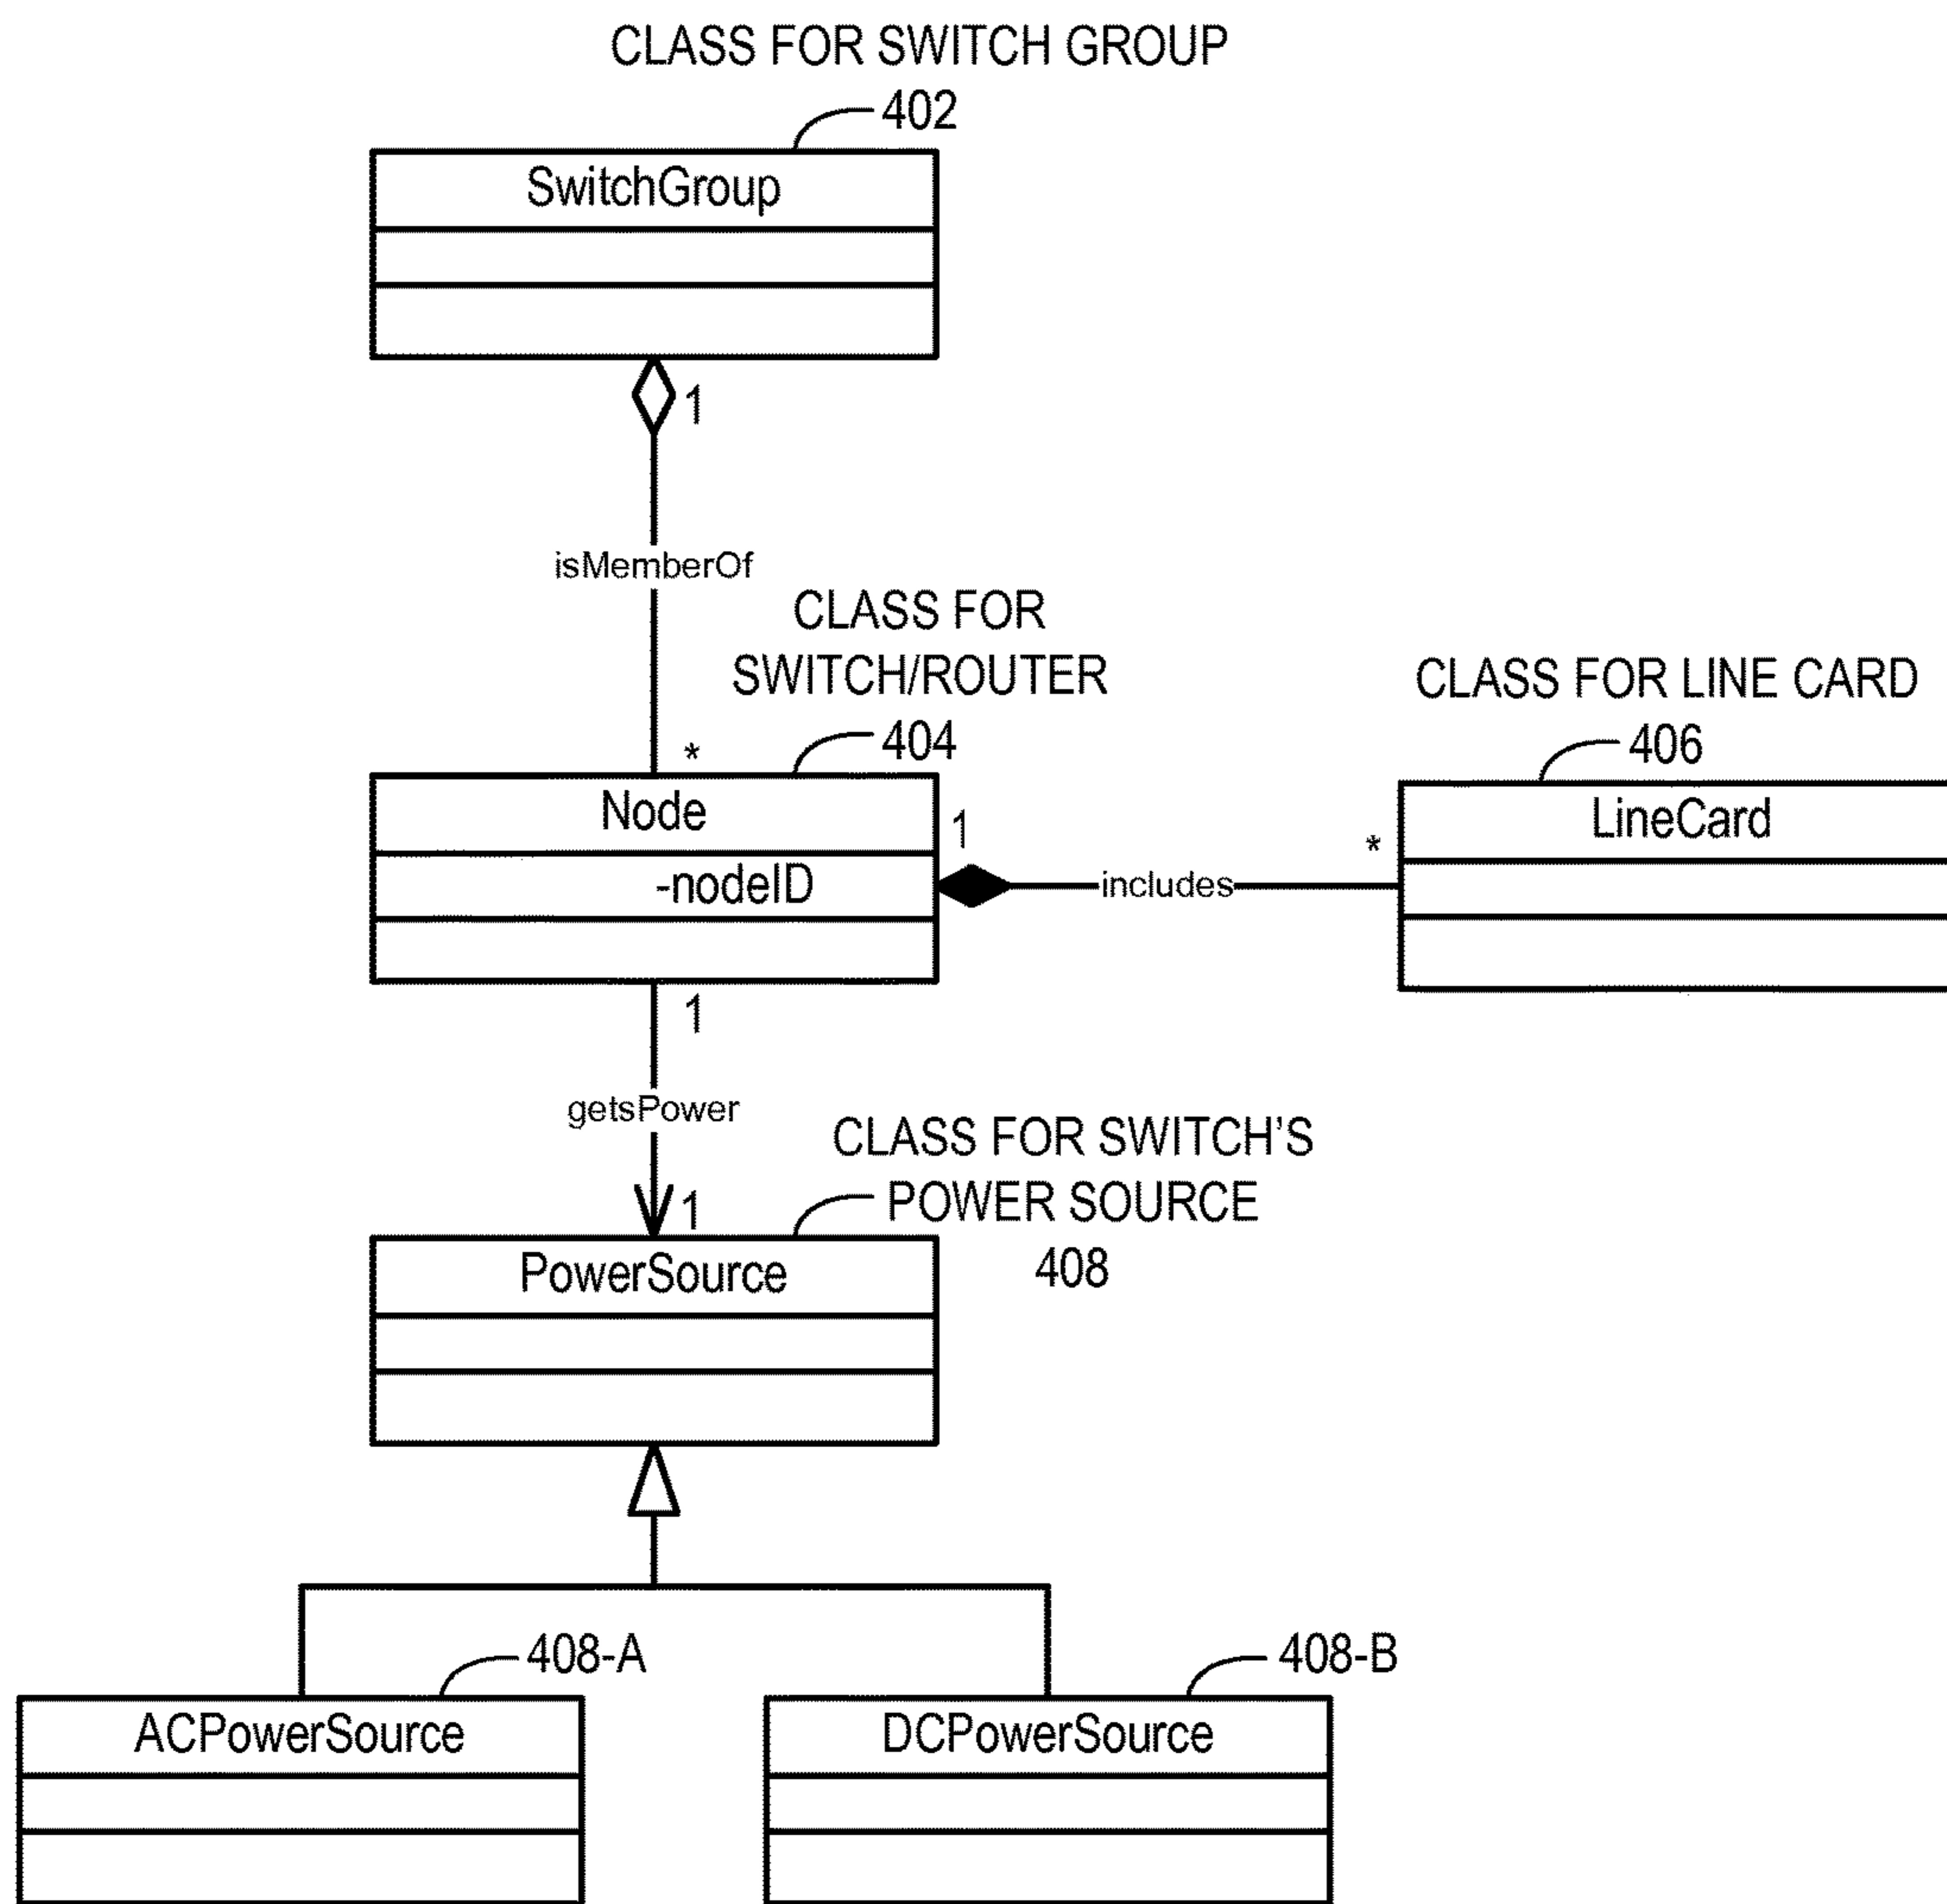 CLASS FOR SWITCH GROUP
402
SwitchGroup
1
isMemberOf
CLASS FOR
SWITCH/ROUTER
404
*
Node
-nodeID
1
includes
*
CLASS FOR LINE CARD
406
LineCard
1
getsPower
1
CLASS FOR SWITCH'S
POWER SOURCE
408
PowerSource
408-A
ACPowerSource
408-B
DCPowerSource